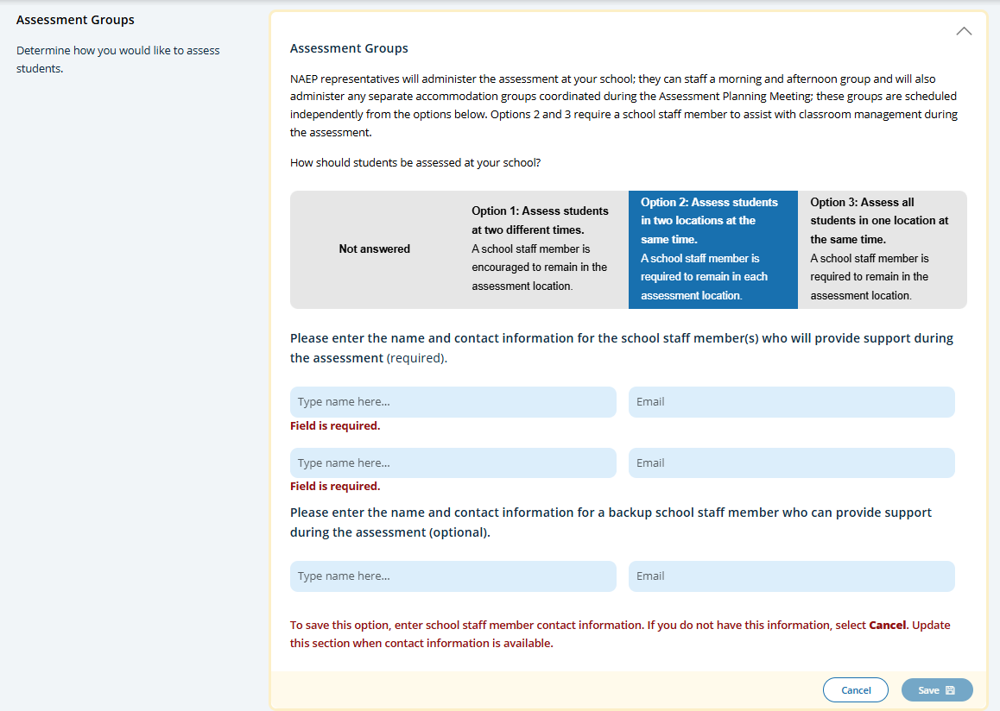 Assessment Groups
Determine how you would like to assess
students.
Assessment Groups
NAEP representatives will administer the assessment at your school; they can staff a morning and afternoon group and will also
administer any separate accommodation groups coordinated during the Assessment Planning Meeting; these groups are scheduled
independently from the options below. Options 2 and 3 require a school staff member to assist with classroom management during
the assessment.
How should students be assessed at your school?
Not answered
Option 1: Assess students
at two different times.
A school staff member is
encouraged to remain in the
assessment location.
Option 2: Assess students
in two locations at the
same time.
A school staff member is
required to remain in each
assessment location.
Option 3: Assess all
students in one location at
the same time.
A school staff member is
required to remain in the
assessment location.
Please enter the name and contact information for the school staff member(s) who will provide support during
the assessment (required).
Type name here... Email
Field is required.
Type name here... Email
Field is required.
Please enter the name and contact information for a backup school staff member who can provide support
during the assessment (optional).
Type name here... Email
To save this option, enter school staff member contact information. If you do not have this information, select Cancel. Update
this section when contact information is available.
Cancel Save